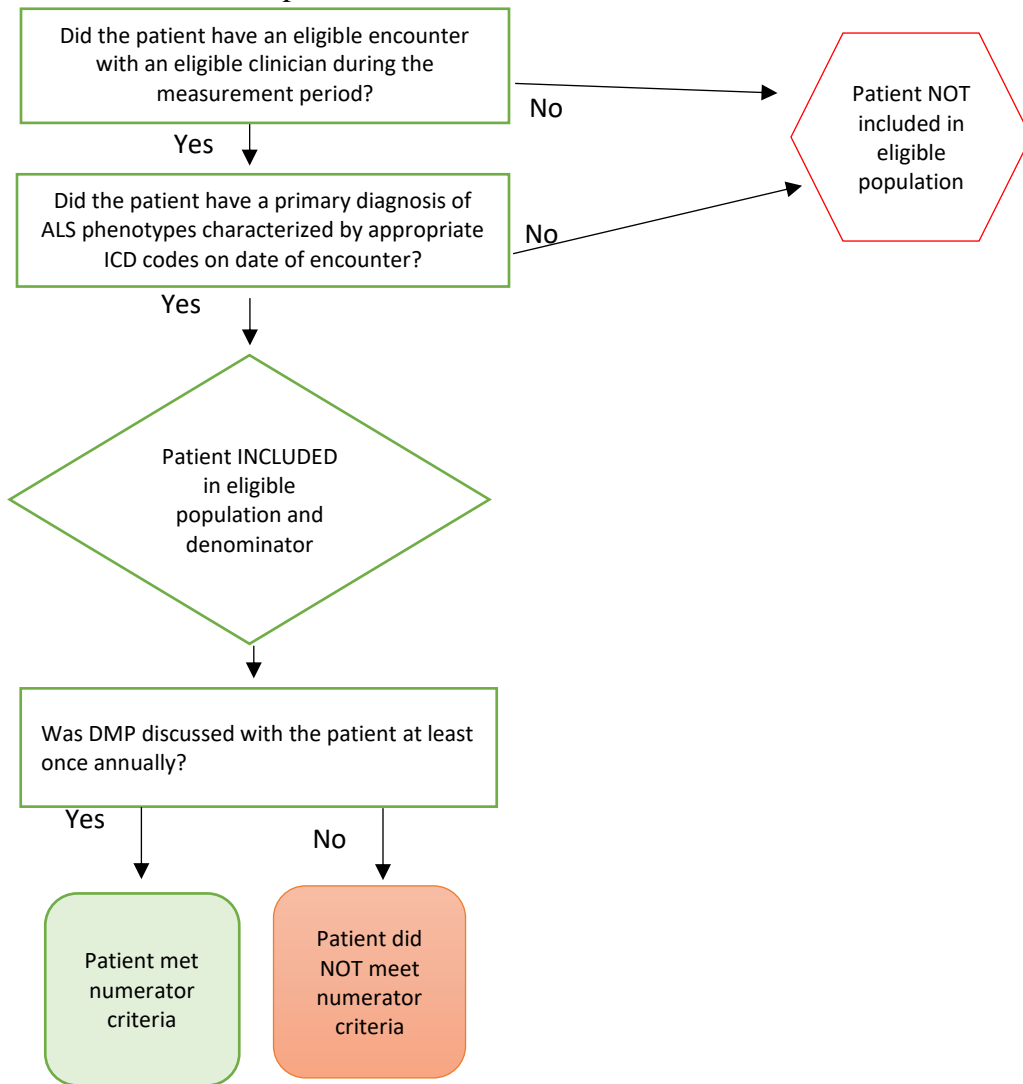 Did the patient have an eligible encounter
with an eligible clinician during the
measurement period?
No
Patient NOT
included in
eligible
population
Yes
Did the patient have a primary diagnosis of
ALS phenotypes characterized by appropriate
ICD codes on date of encounter?
No
Yes
Patient INCLUDED
in eligible
population and
denominator
Was DMP discussed with the patient at least
once annually?
Yes
No
Patient met
numerator
criteria
Patient did
NOT meet
numerator
criteria